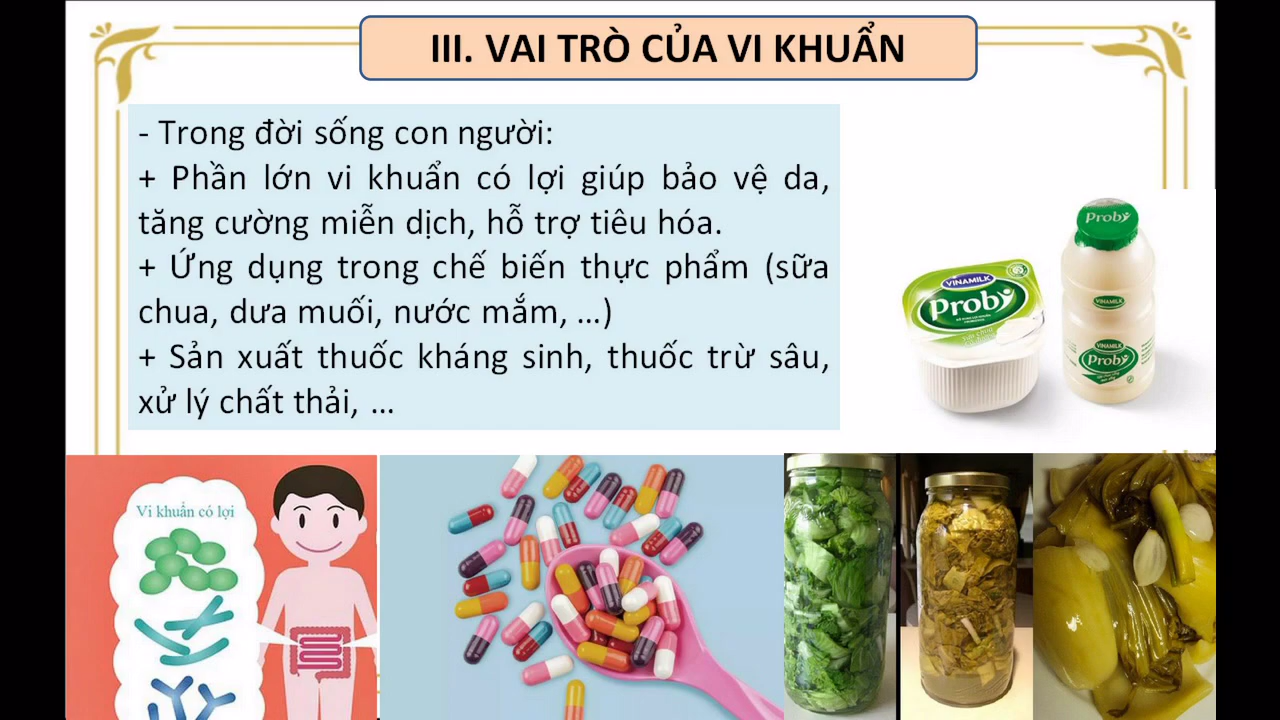 III. VAI TRÒ CỦA VI KHUẨN
- Trong đời sống con người:
+ Phần lớn vi khuẩn có lợi giúp bảo vệ da,
tăng cường miễn dịch, hỗ trợ tiêu hóa.
+ Ứng dụng trong chế biến thực phẩm (sữa
chua, dưa muối, nước mắm, ...)
+ Sản xuất thuốc kháng sinh, thuốc trừ sâu,
xử lý chất thải, ...
Proby
VINAMILK
Proby
VINAMILK
VINAMILK
Proby
Vi khuẩn có lợi